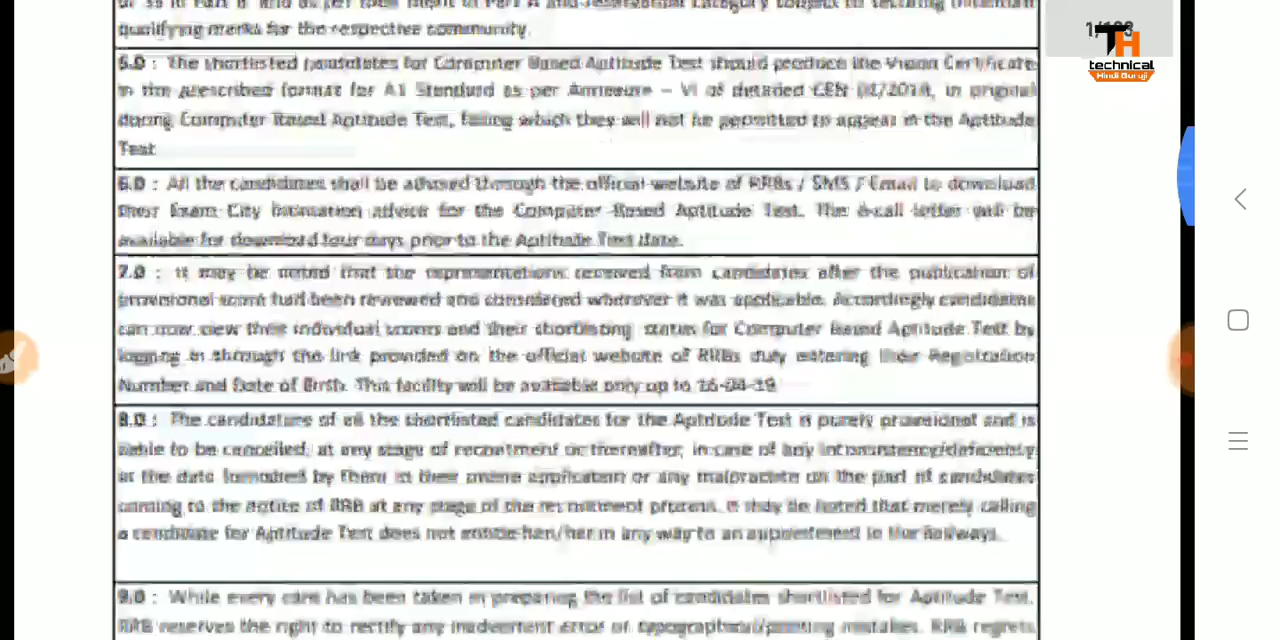 qualifying marks for the respective community.
5.0 : The shortlisted candidates for Computer Based Aptitude Test should produce the Vision Certificate
in the prescribed format for A1 Standard as per Annexure – VI of detailed CEN 01/2018, in original
during Computer Based Aptitude Test, failing which they will not be permitted to appear in the Aptitude
Test
6.0 : All the candidates shall be advised through the official website of RRBs / SMS / Email to download
their Exam City intimation advice for the Computer Based Aptitude Test. The e-call letter will be
available for download four days prior to the Aptitude Test date.
7.0 : It may be noted that the representations received from candidates after the publication of
provisional score had been reviewed and considered wherever it was applicable. Accordingly candidates
can now view their individual scores and their shortlisting status for Computer Based Aptitude Test by
logging in through the link provided on the official website of RRBs duly entering their Registration
Number and Date of Birth. This facility will be available only up to 16-04-19
8.0 : The candidature of all the shortlisted candidates for the Aptitude Test is purely provisional and is
liable to be cancelled, at any stage of recruitment or thereafter, in case of any inconsistency/deficiency
in the data furnished by them in their online application or any malpractice on the part of candidates
coming to the notice of RRB at any stage of the recruitment process. It may be noted that merely calling
a candidate for Aptitude Test does not entitle him/her in any way to an appointment in the Railways.
9.0 : While every care has been taken in preparing the list of candidates shortlisted for Aptitude Test,
RRB reserves the right to rectify any inadvertent error or typographical/printing mistakes. RRB regrets
TH
technical
Hindi Guruji